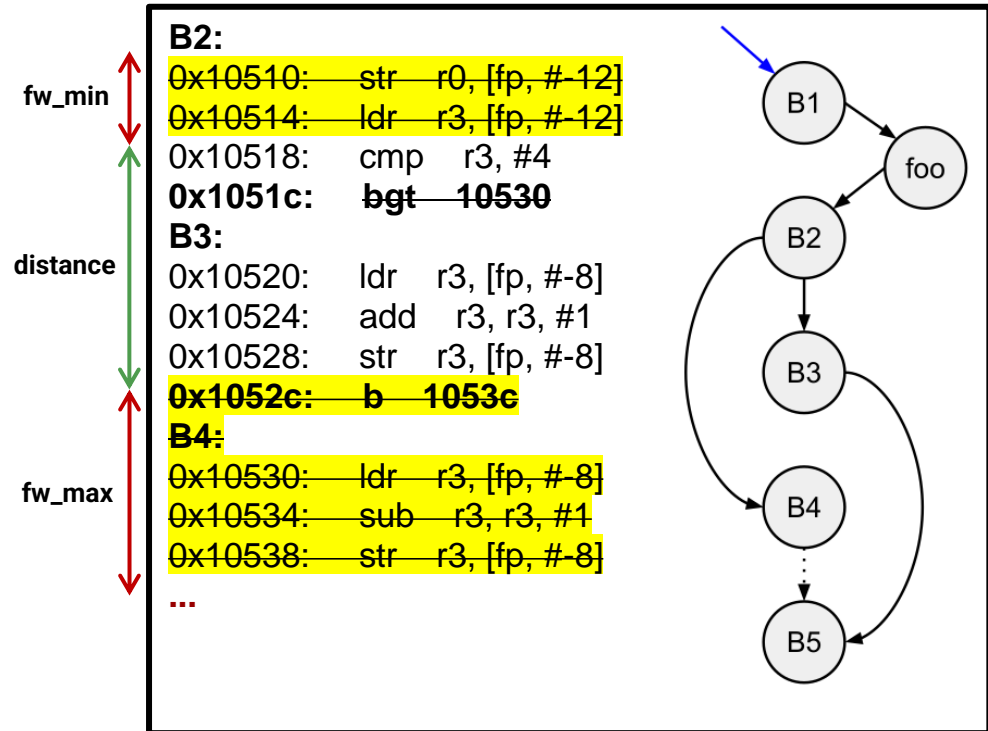 fw_min
distance
fw_max
B2:
0x10510: str r0, [fp, #-12]
0x10514: ldr r3, [fp, #-12]
0x10518: cmp r3, #4
0x1051c: bgt 10530
B3:
0x10520: ldr r3, [fp, #-8]
0x10524: add r3, r3, #1
0x10528: str r3, [fp, #-8]
0x1052c: b 1053c
B4:
0x10530: ldr r3, [fp, #-8]
0x10534: sub r3, r3, #1
0x10538: str r3, [fp, #-8]
...
B1
foo
B2
B3
B4
B5